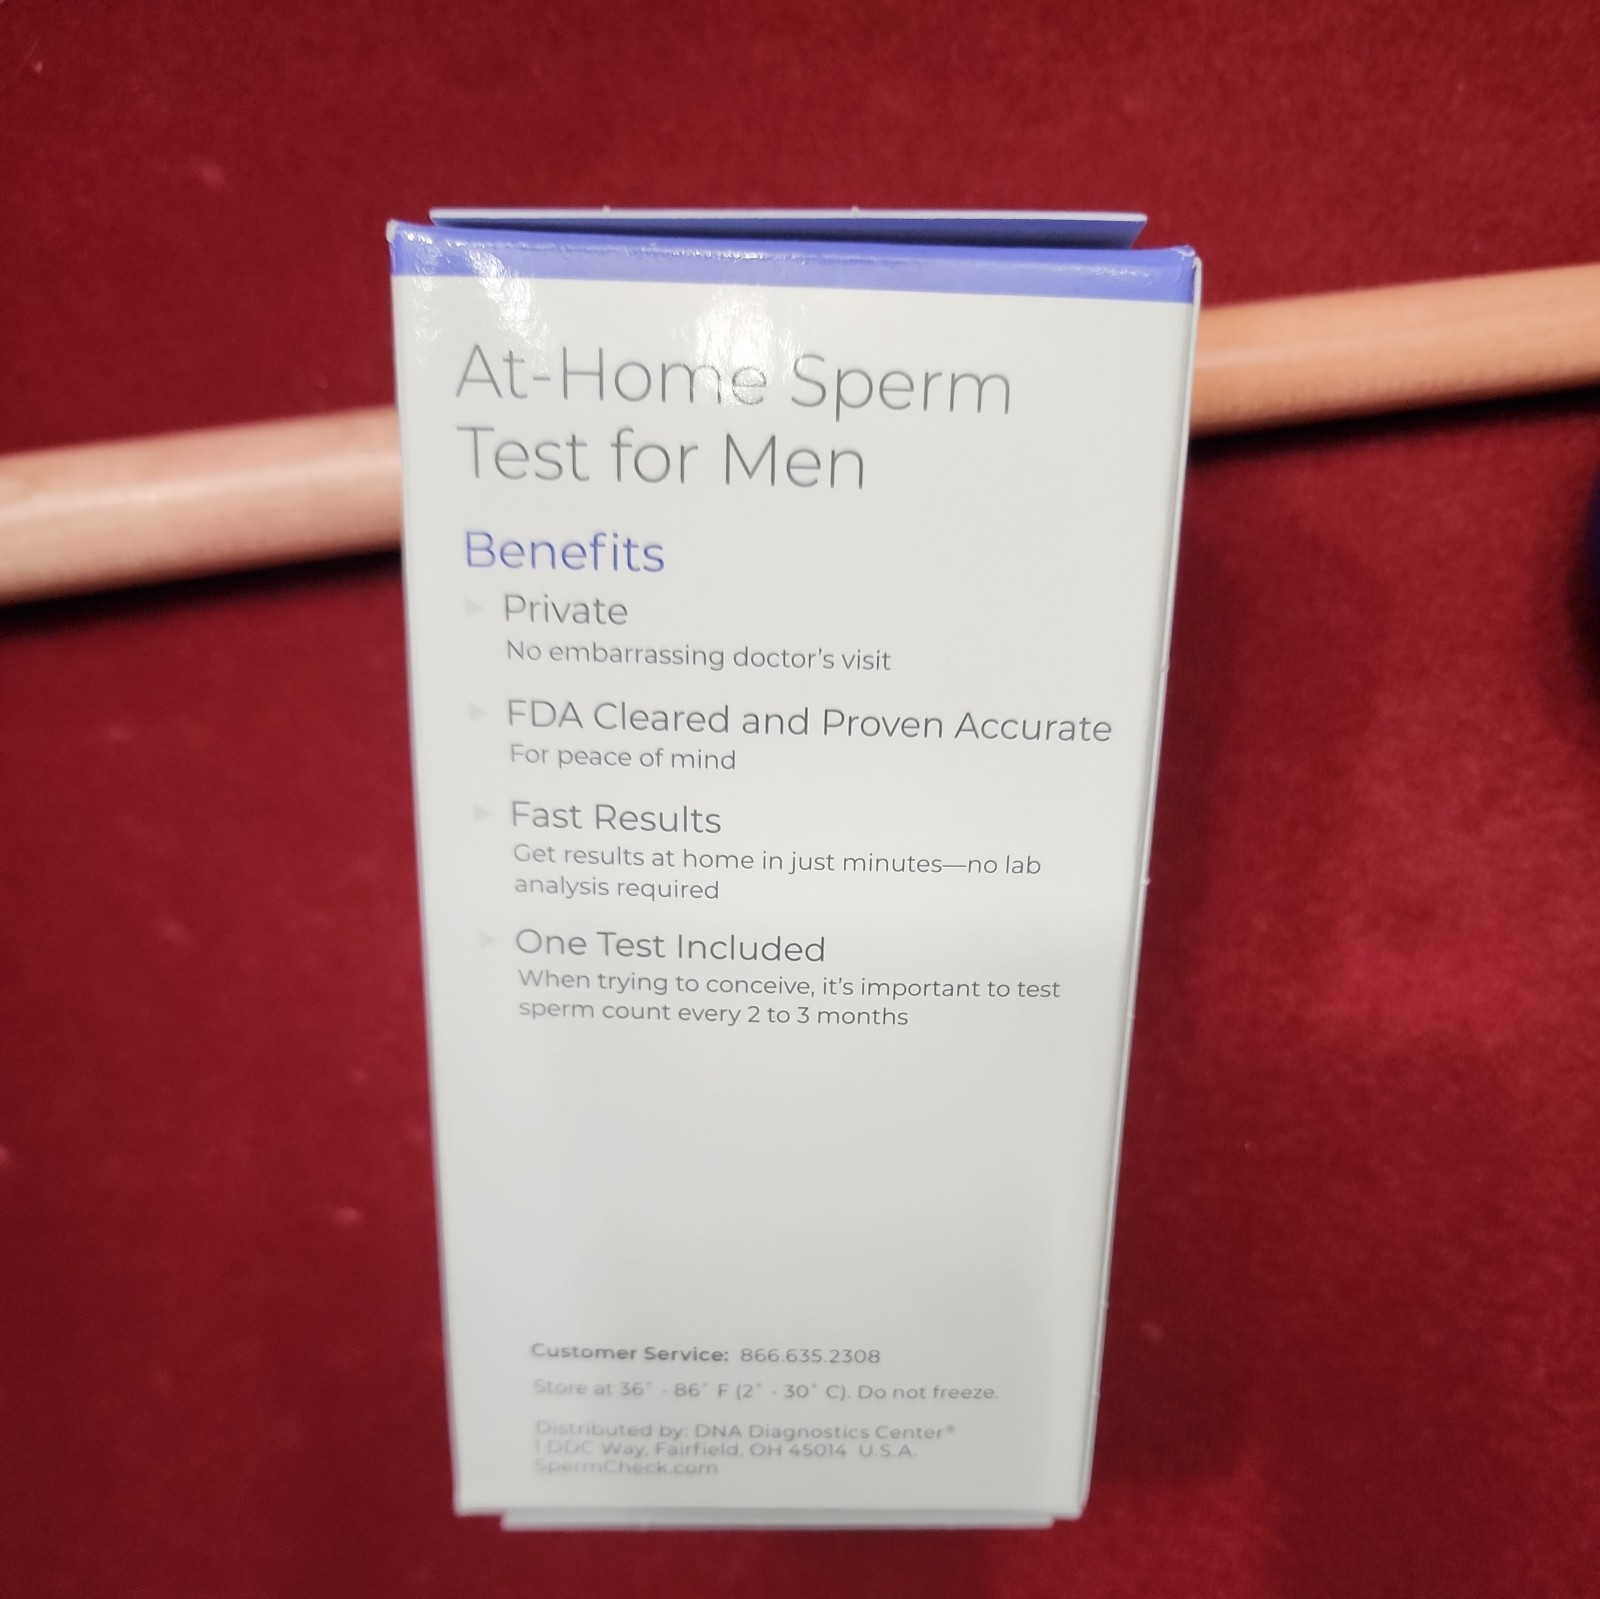 At-Home Sperm
Test for Men
Benefits
Private
No embarrassing doctor's visit
FDA Cleared and Proven Accurate
For peace of mind
Fast Results
Get results at home in just minutes—no lab
analysis required
One Test Included
When trying to conceive, it's important to test
sperm count every 2 to 3 months
Customer Service: 866.635.2308
Store at 36° - 86° F (2° - 30° C). Do not freeze.
Distributed by: DNA Diagnostics Center®
1 DDC Way, Fairfield, OH 45014 U.S.A.
SpermCheck.com